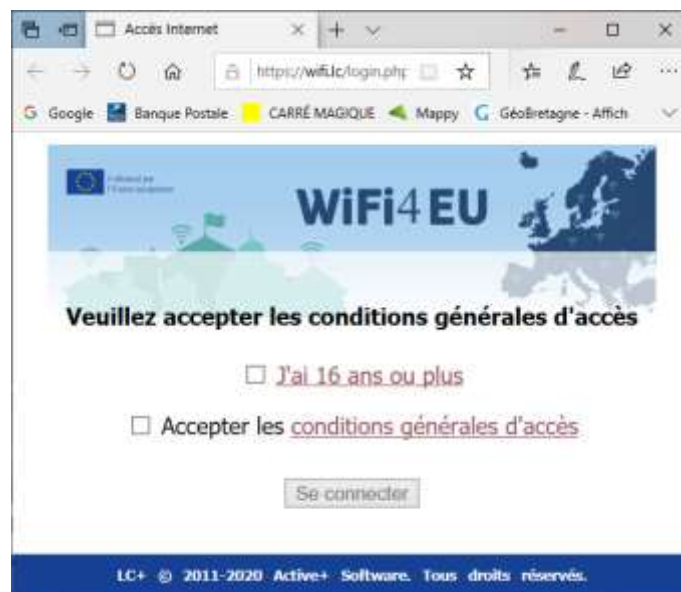 Accès Internet
https://wifi.lc/login.php
Google Banque Postale CARRÉ MAGIQUE Mappy GéoBretagne - Affich
WiFi4EU
Veuillez accepter les conditions générales d'accès
J'ai 16 ans ou plus
Accepter les conditions générales d'accès
Se connecter
LC+ © 2011-2020 Active+ Software. Tous droits réservés.